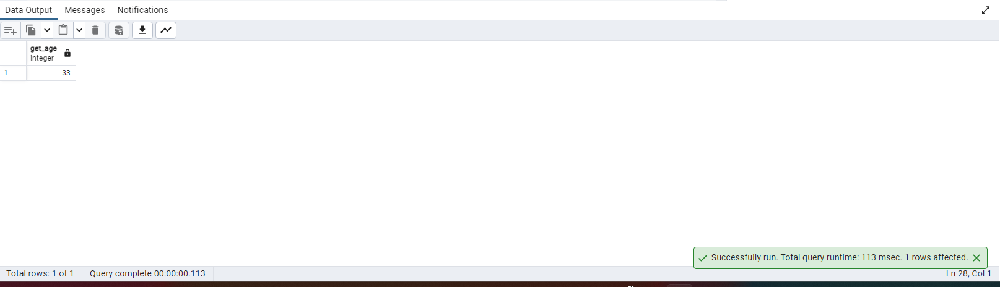 Data Output Messages Notifications
get_age
integer
1 33
Successfully run. Total query runtime: 113 msec. 1 rows affected.
Total rows: 1 of 1 Query complete 00:00:00.113 Ln 28, Col 1